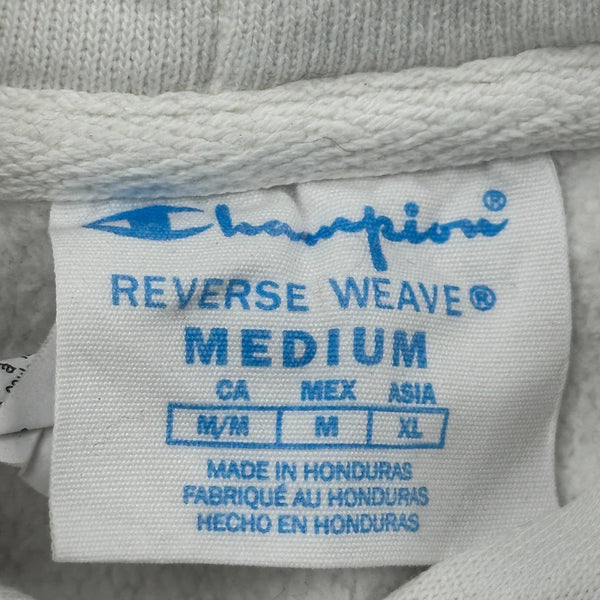 Champion®
REVERSE WEAVE®
MEDIUM
CA MEX ASIA
M/M M XL
MADE IN HONDURAS
FABRIQUÉ AU HONDURAS
HECHO EN HONDURAS